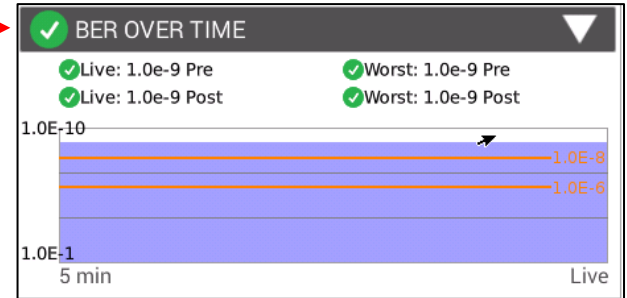 BER OVER TIME
Live: 1.0e-9 Pre Worst: 1.0e-9 Pre
Live: 1.0e-9 Post Worst: 1.0e-9 Post
1.0E-10
1.0E-8
1.0E-6
1.0E-1
5 min Live